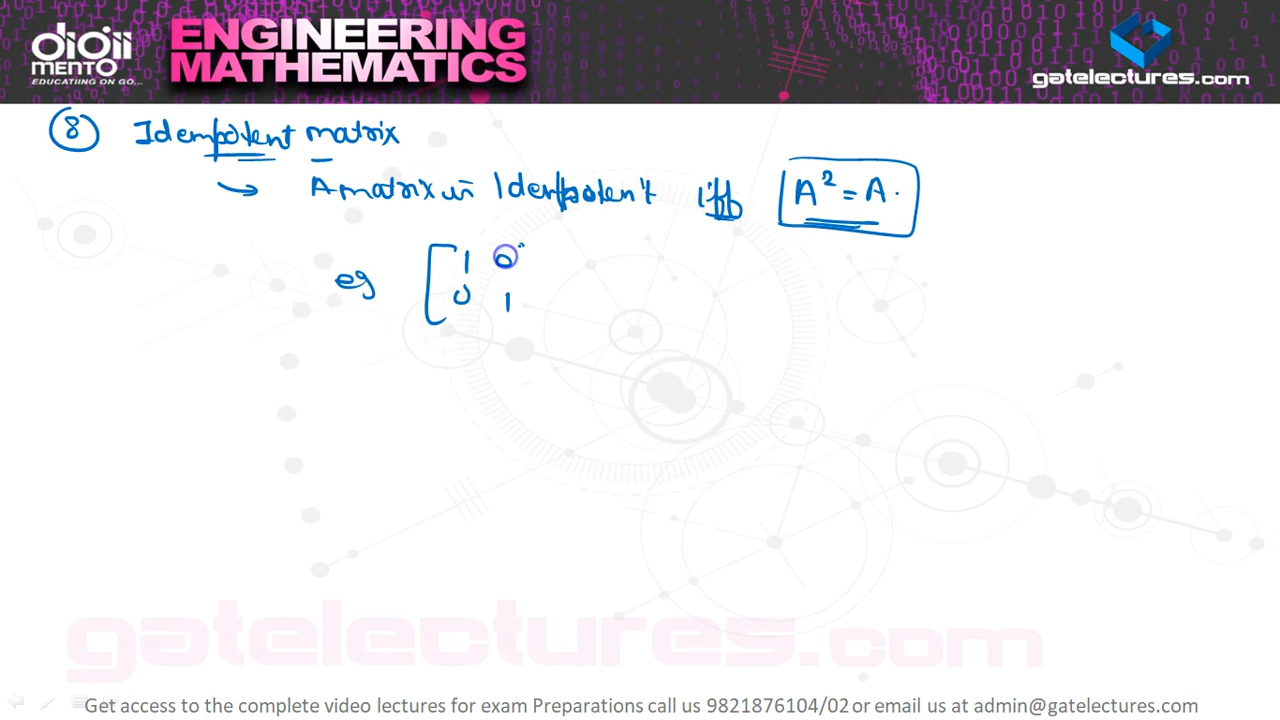 digii
MENTO
EDUCATIING ON GO...
ENGINEERING
MATHEMATICS
gatelectures.com
8 Idempotent matrix
→ A matrix is Idempotent iff A² = A.
eg [ 1 0
0 1
gatelectures.com
Get access to the complete video lectures for exam Preparations call us 9821876104/02 or email us at admin@gatelectures.com